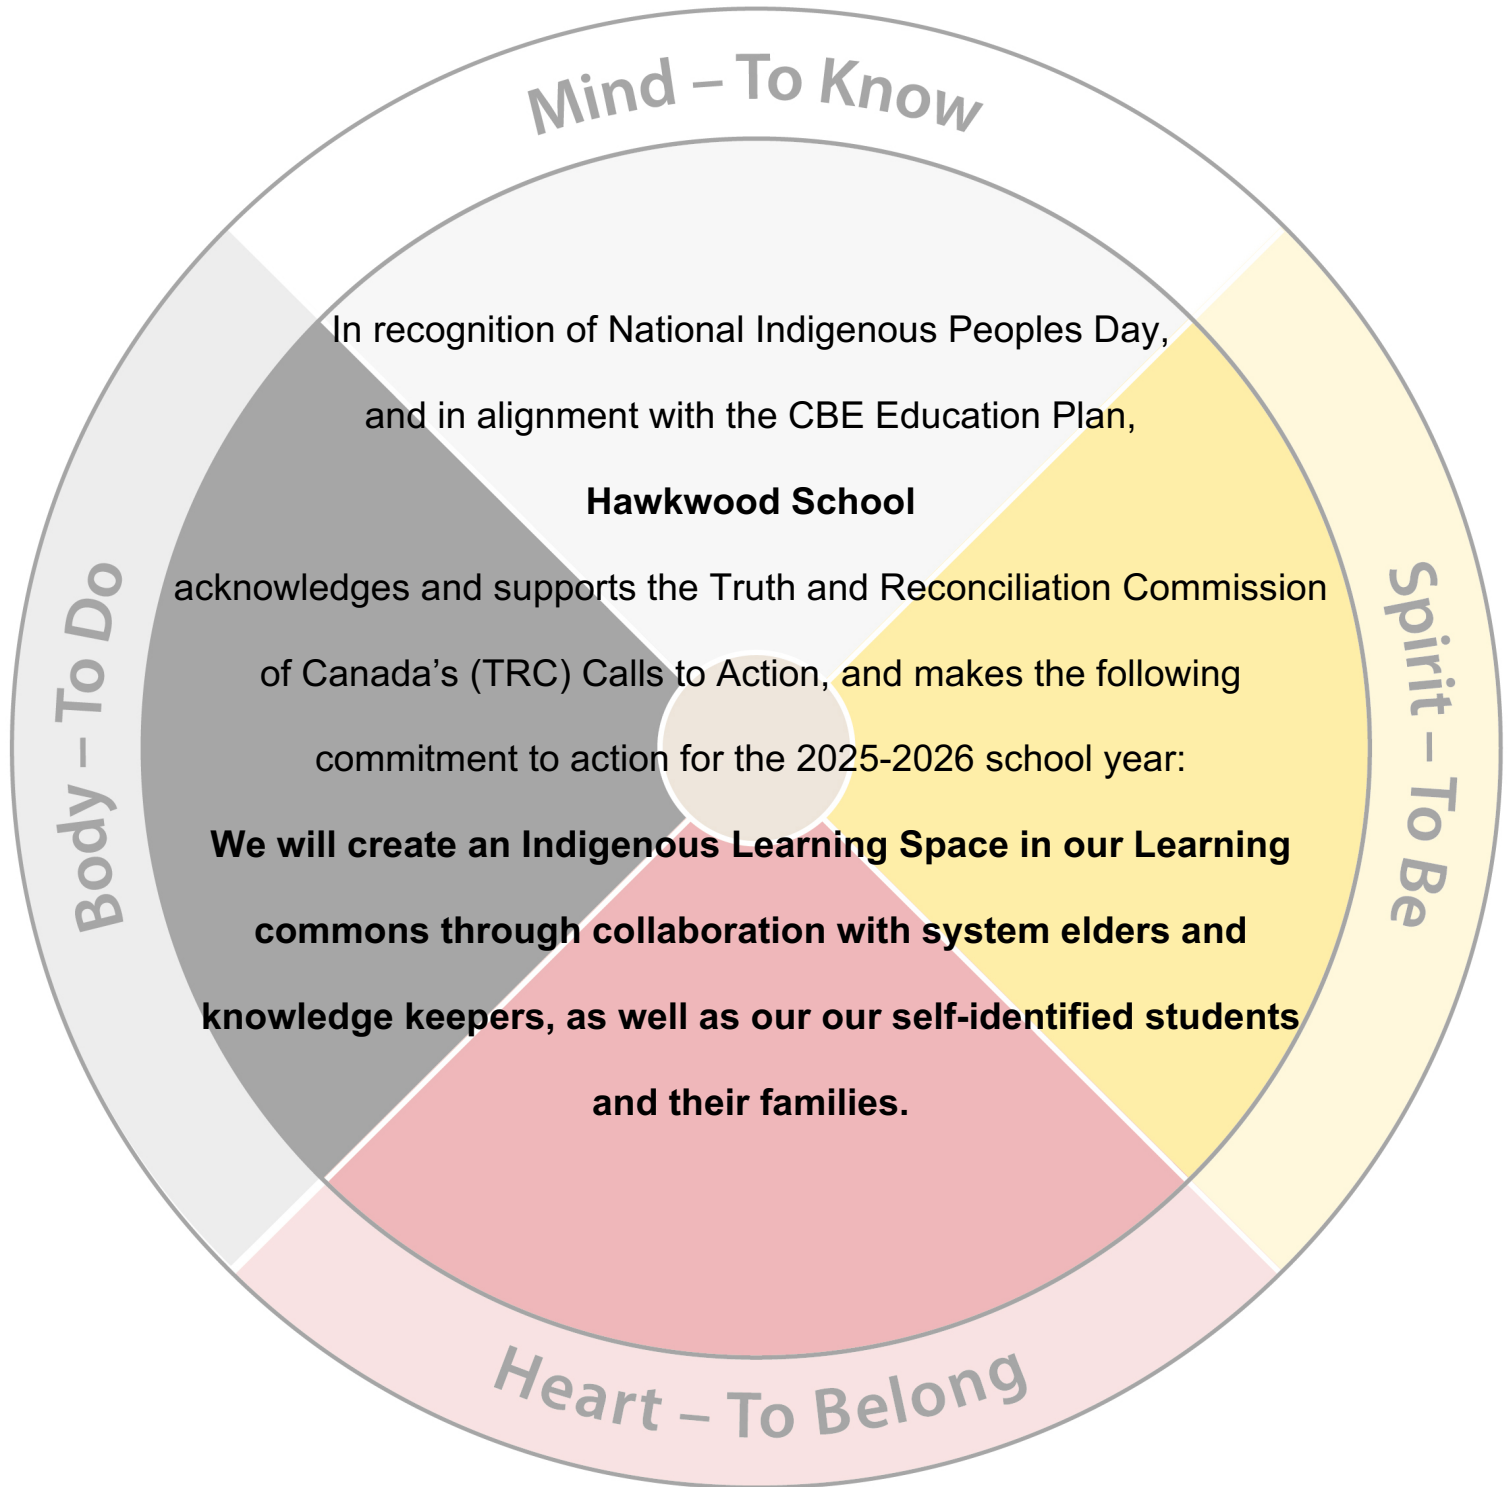 Mind – To Know
In recognition of National Indigenous Peoples Day,
and in alignment with the CBE Education Plan,
Hawkwood School
acknowledges and supports the Truth and Reconciliation Commission
of Canada’s (TRC) Calls to Action, and makes the following
commitment to action for the 2025-2026 school year:
We will create an Indigenous Learning Space in our Learning
commons through collaboration with system elders and
knowledge keepers, as well as our our self-identified students
and their families.
Body – To Do
Spirit – To Be
Heart – To Belong